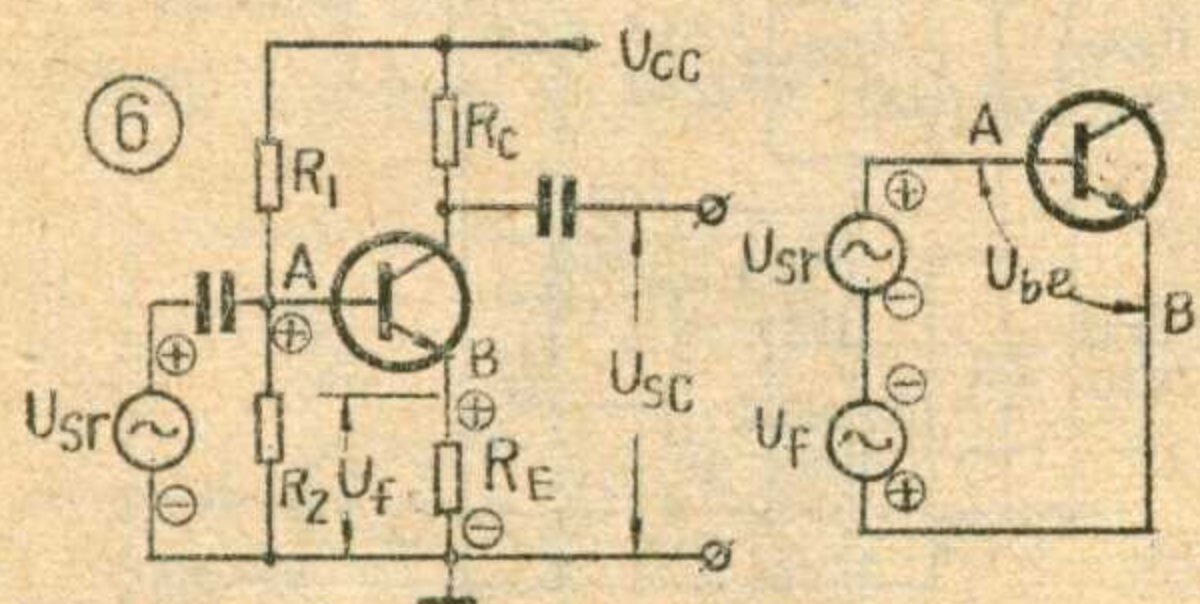 6
Ucc
Rc
R1
A
Usr
+
-
+
R2
Uf
B
+
RE
-
Usc
A
+
Usr
-
Ube
B
-
Uf
+